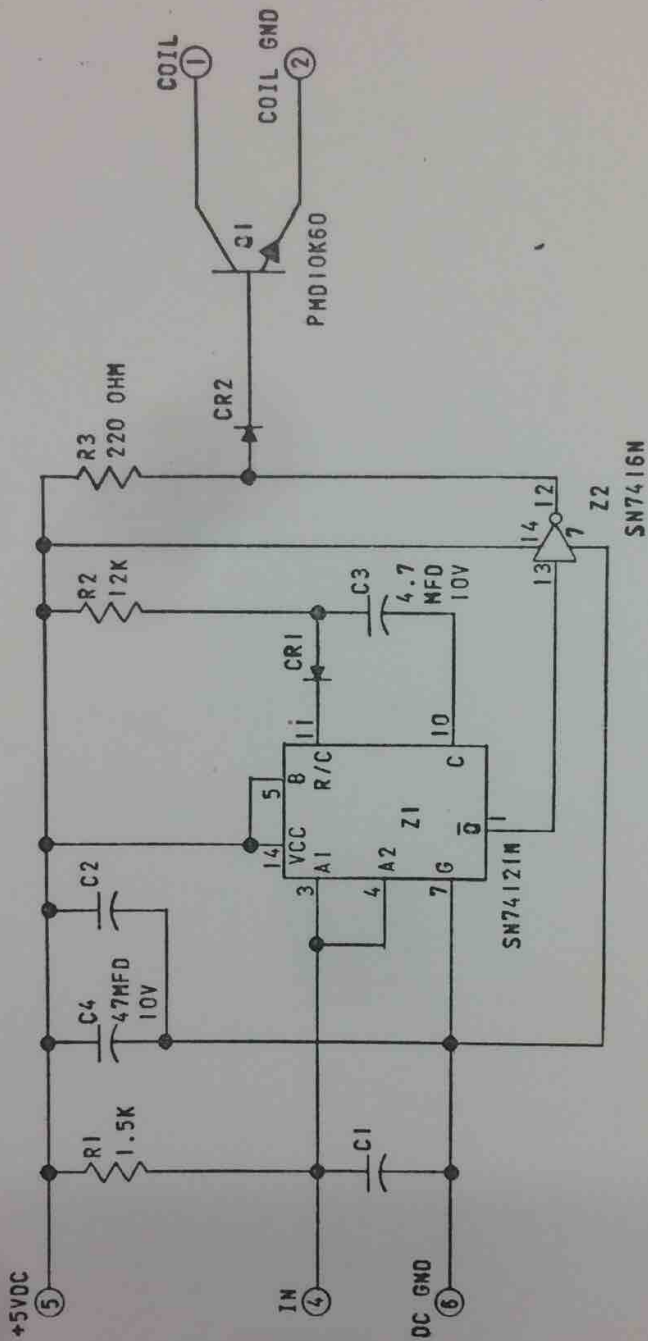 +5VDC
5
R1
1.5K
C4
47MFD
10V
C2
R2
12K
R3
220 OHM
CR2
Q1
COIL
1
COIL GND
2
PMD10K60
IN
4
C1
DC GND
6
14
VCC
5
B
3
A1
4
A2
7
G
Z1
R/C
11
C
10
Q̅
1
SN74121N
CR1
C3
4.7
MFD
10V
13
14
12
7
Z2
SN7416N